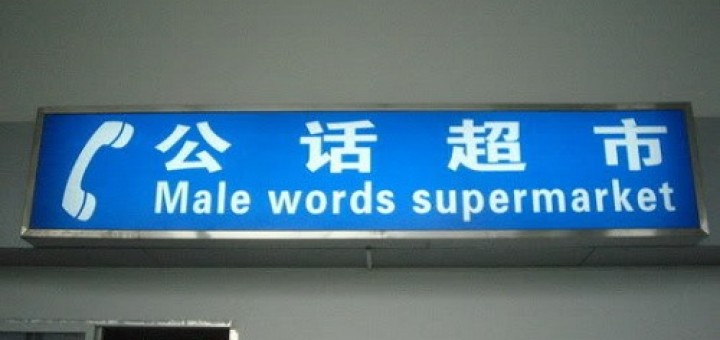 公话超市
Male words supermarket